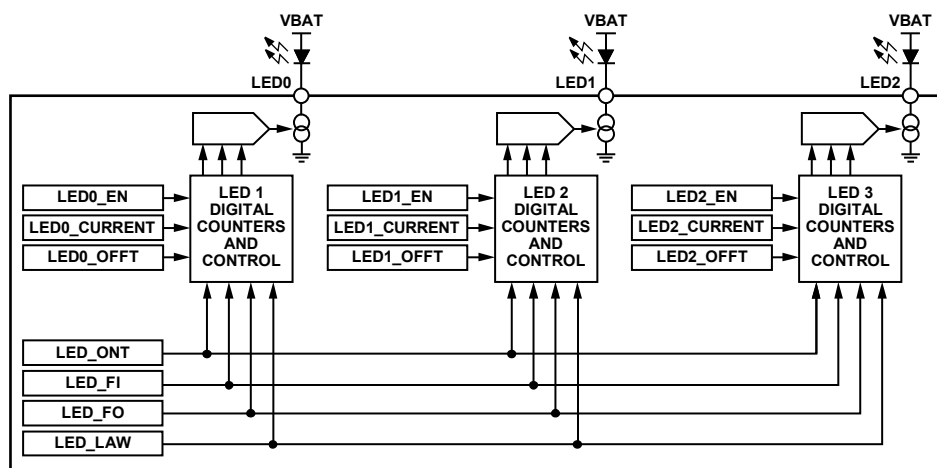 VBAT
VBAT
VBAT
LED0
LED1
LED2
LED0_EN
LED0_CURRENT
LED0_OFFT
LED 1
DIGITAL
COUNTERS
AND
CONTROL
LED1_EN
LED1_CURRENT
LED1_OFFT
LED 2
DIGITAL
COUNTERS
AND
CONTROL
LED2_EN
LED2_CURRENT
LED2_OFFT
LED 3
DIGITAL
COUNTERS
AND
CONTROL
LED_ONT
LED_FI
LED_FO
LED_LAW